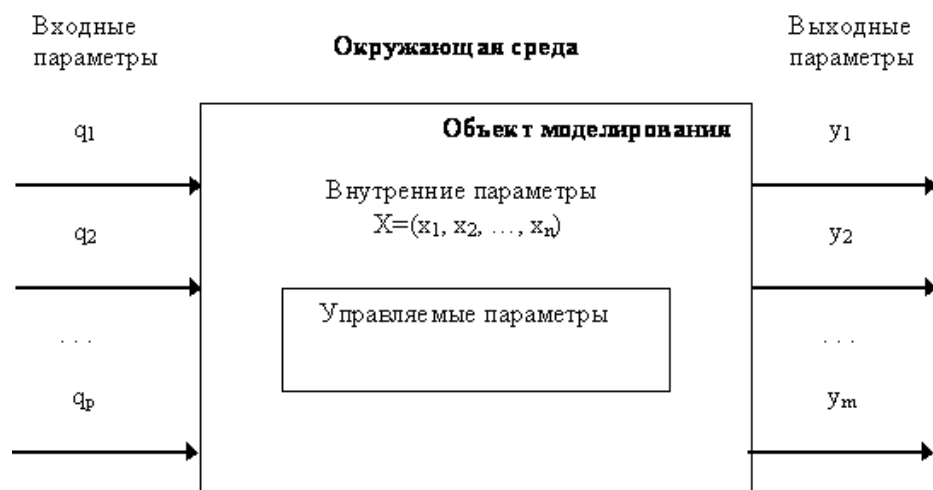 Входные
параметры
Окружающая среда
Выходные
параметры
q1
Объект моделирования
y1
Внутренние параметры
X=(x1, x2, ..., xn)
q2
y2
Управляемые параметры
...
...
qp
ym